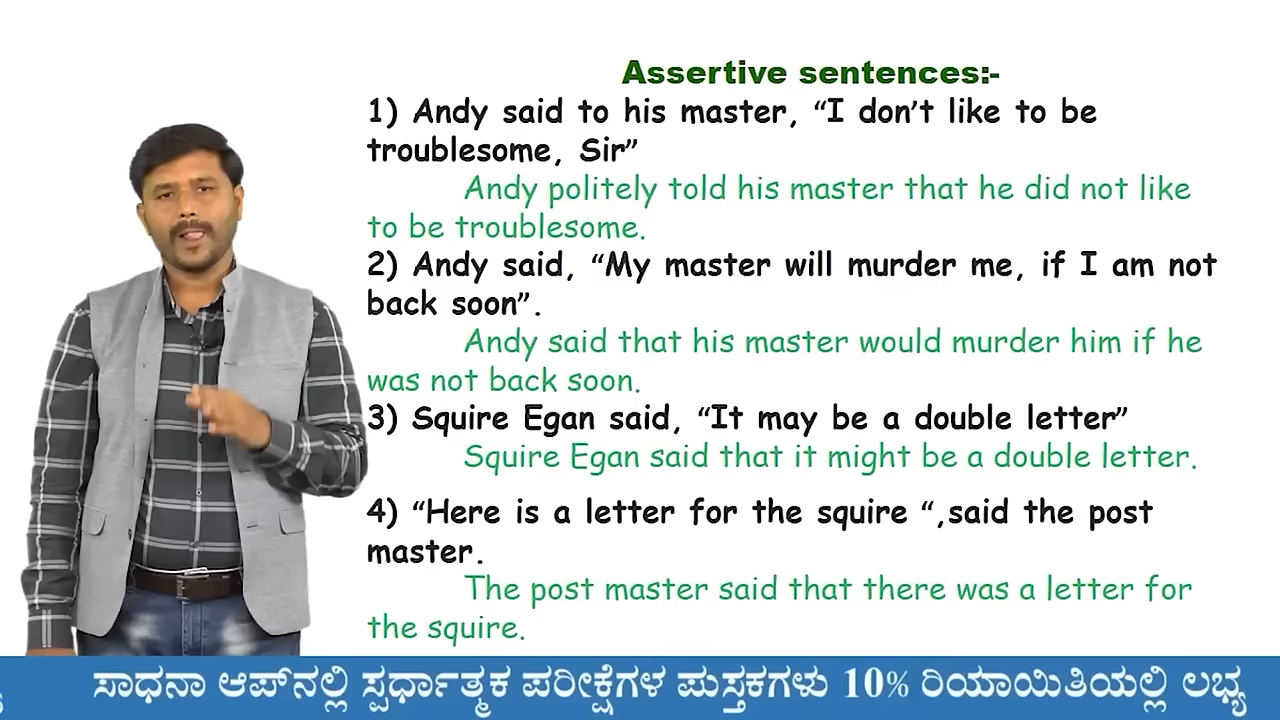 Assertive sentences:-
1) Andy said to his master, “I don’t like to be
troublesome, Sir”
Andy politely told his master that he did not like
to be troublesome.
2) Andy said, “My master will murder me, if I am not
back soon”.
Andy said that his master would murder him if he
was not back soon.
3) Squire Egan said, “It may be a double letter”
Squire Egan said that it might be a double letter.
4) “Here is a letter for the squire “,said the post
master.
The post master said that there was a letter for
the squire.
ಸಾಧನಾ ಆಪ್‌ನಲ್ಲಿ ಸ್ಪರ್ಧಾತ್ಮಕ ಪರೀಕ್ಷೆಗಳ ಪುಸ್ತಕಗಳು 10% ರಿಯಾಯಿತಿಯಲ್ಲಿ ಲಭ್ಯ